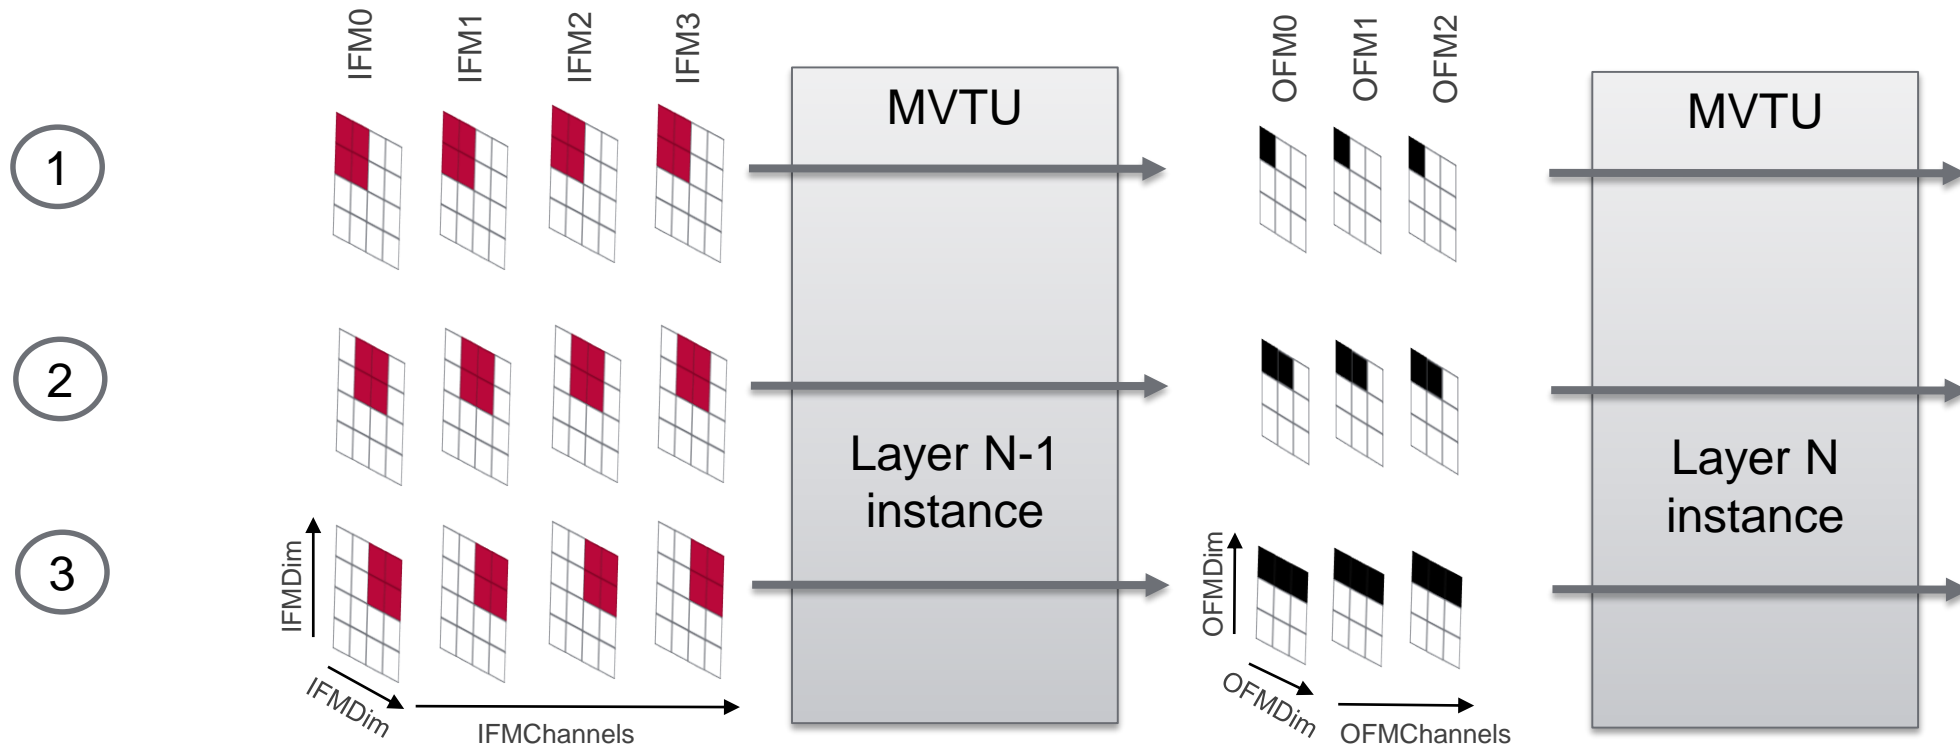 IFM0
IFM1
IFM2
IFM3
OFM0
OFM1
OFM2
MVTU
MVTU
1
2
Layer N-1
instance
Layer N
instance
3
IFMDim
OFMDim
IFMDim
OFMDim
IFMChannels
OFMChannels